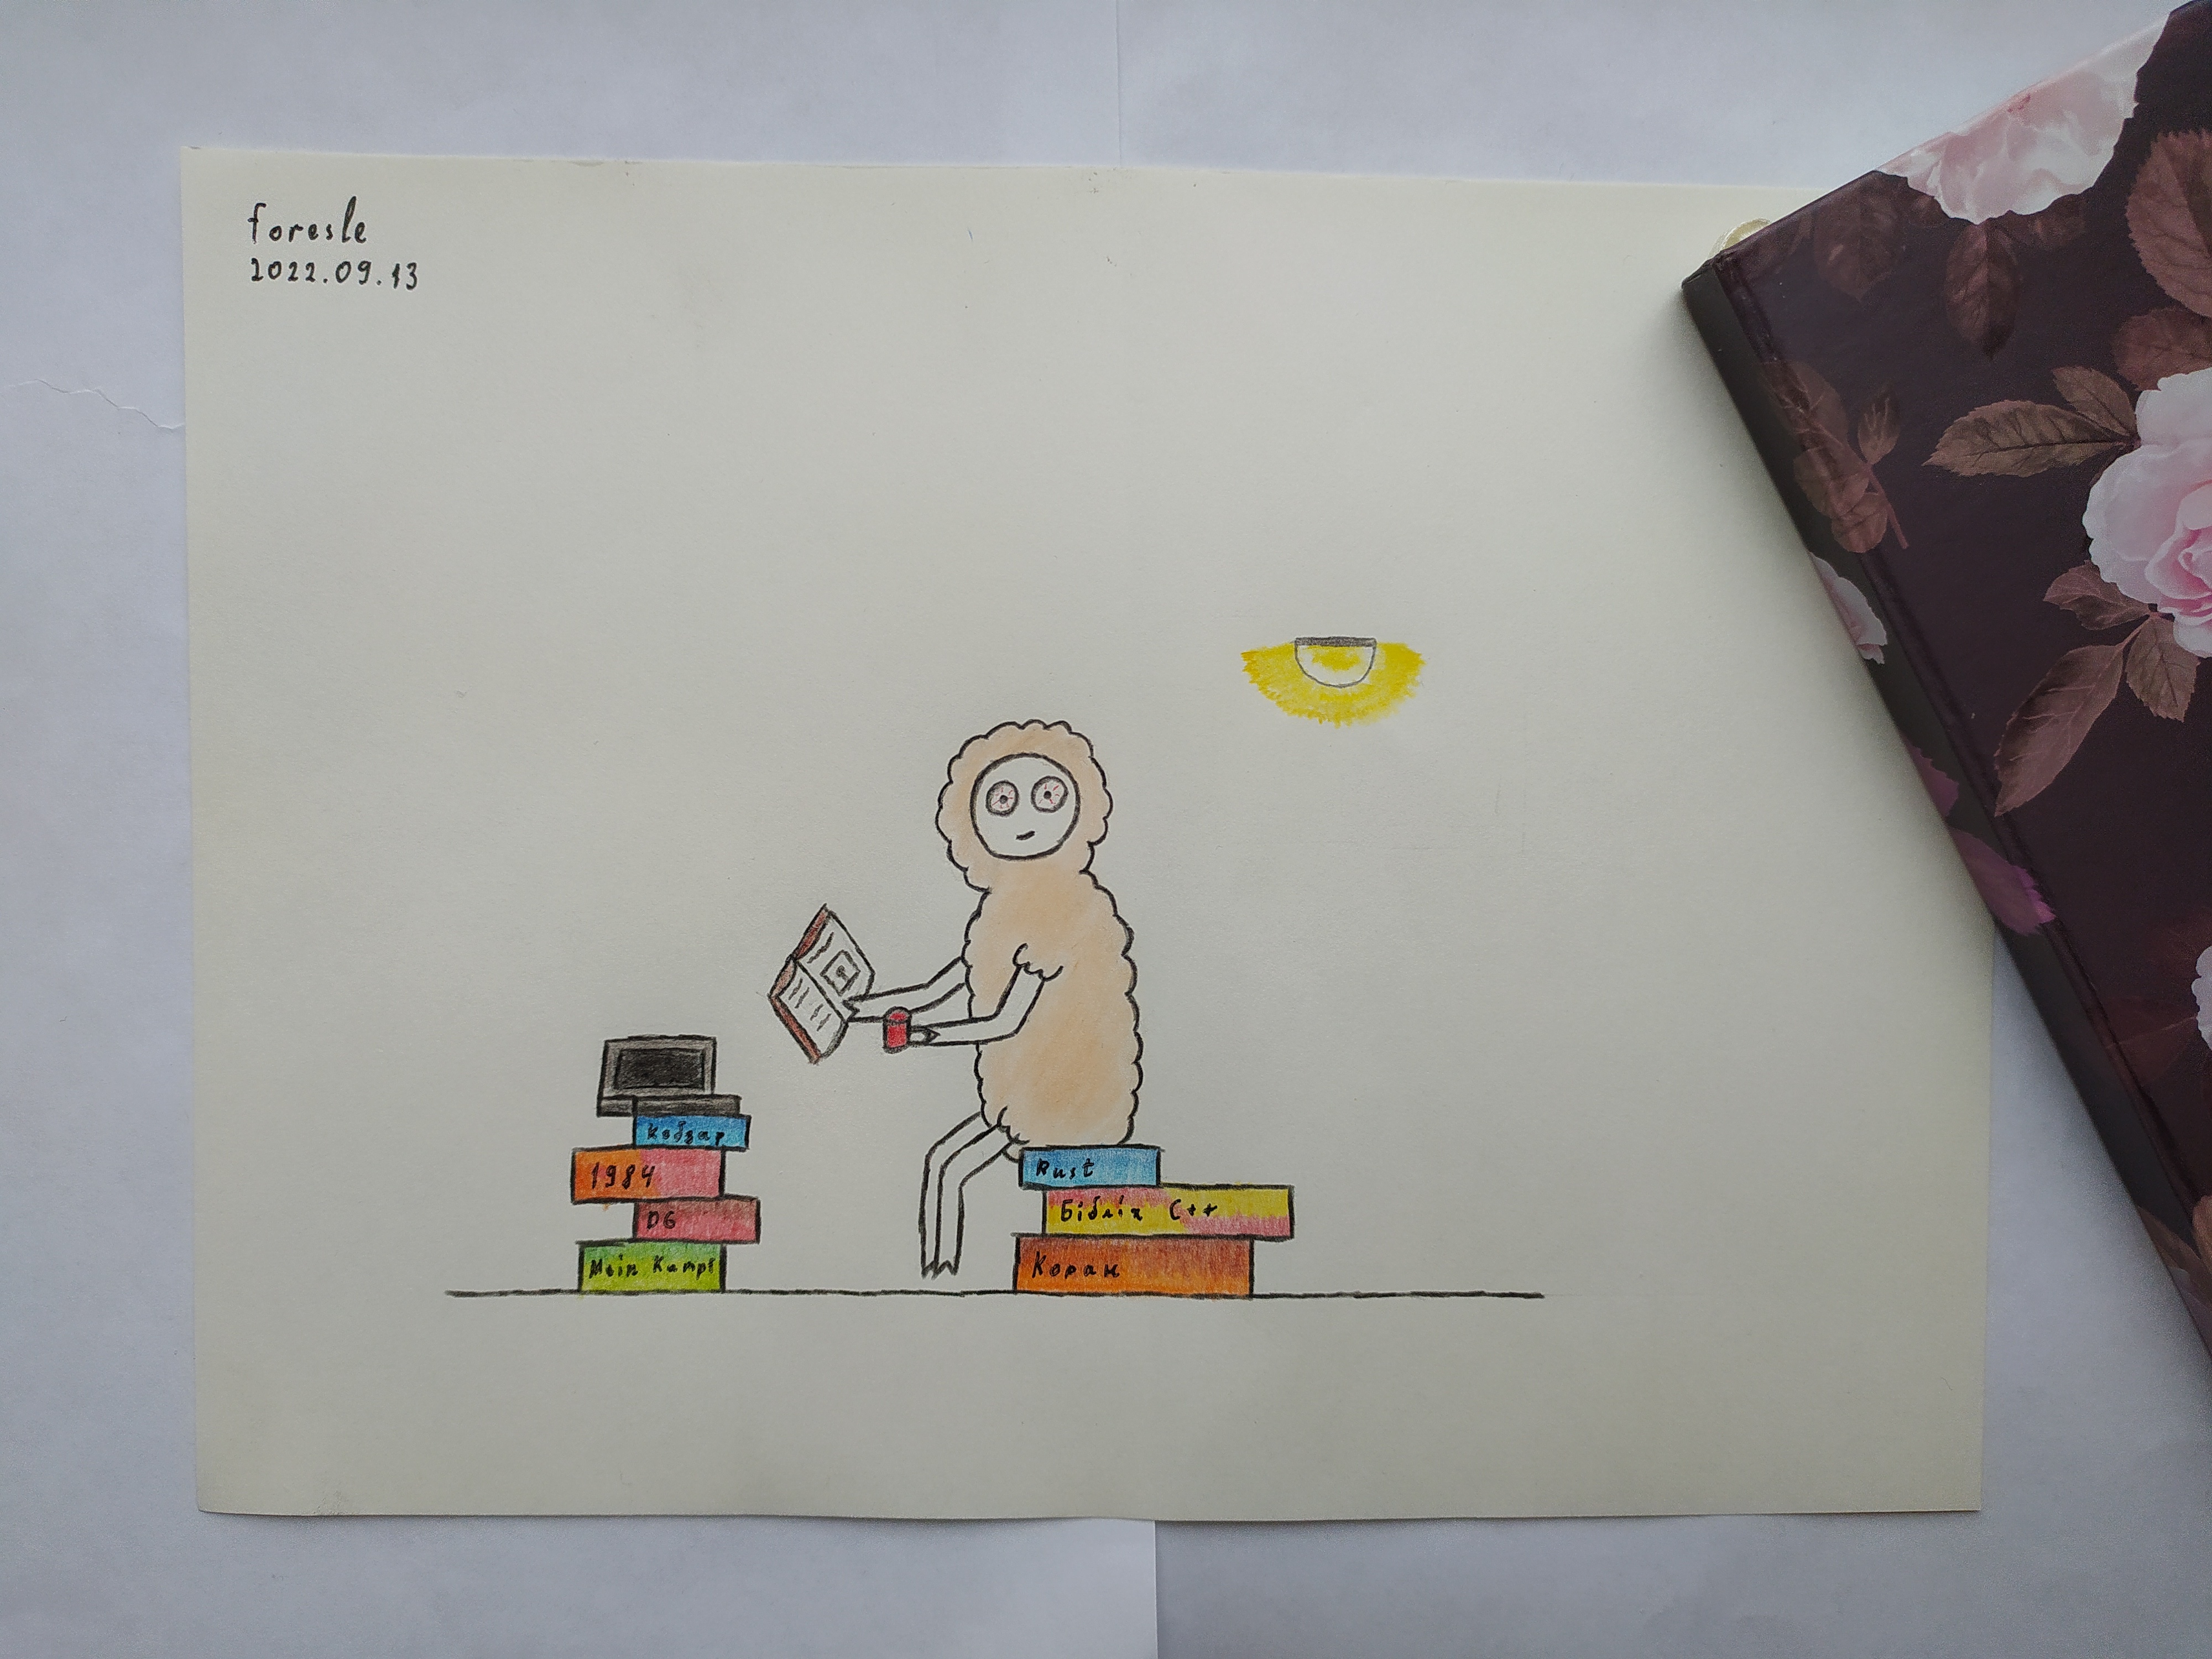 foresle
2022.09.13
Кобзар
1984
DG
Mein Kampf
Rust
Біблія C++
Коран